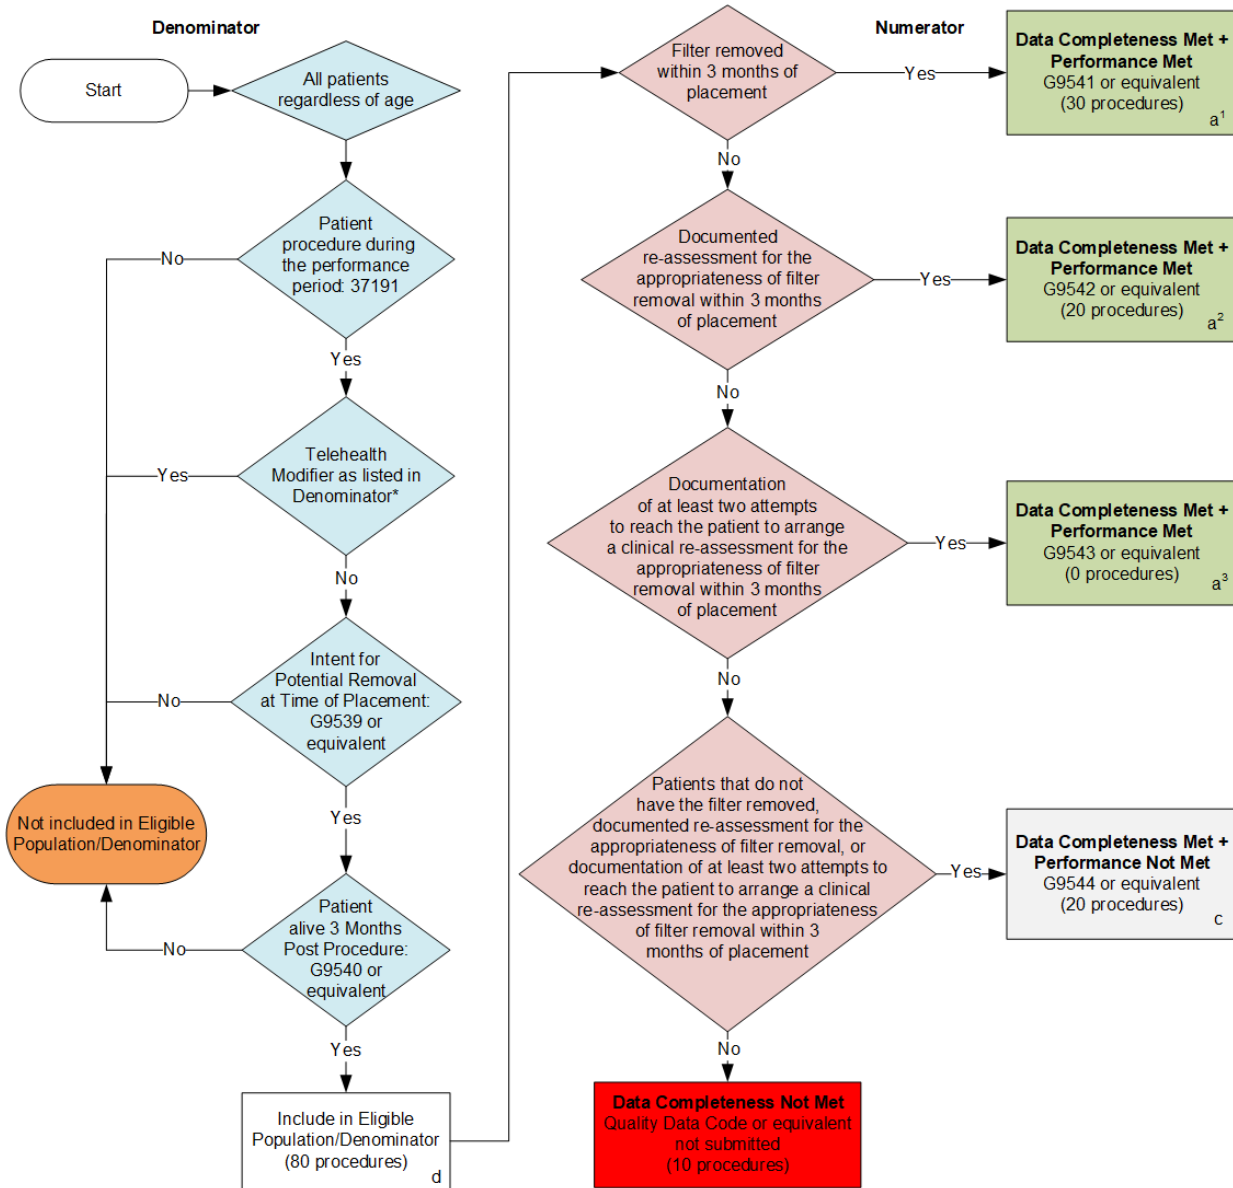 Denominator
Start
All patients
regardless of age
Patient
procedure during
the performance
period: 37191
No
Yes
Telehealth
Modifier as listed in
Denominator*
Yes
No
Intent for
Potential Removal
at Time of Placement:
G9539 or
equivalent
No
Yes
Not included in Eligible
Population/Denominator
Patient
alive 3 Months
Post Procedure:
G9540 or
equivalent
No
Yes
Include in Eligible
Population/Denominator
(80 procedures)
d
Numerator
Filter removed
within 3 months of
placement
Yes
Data Completeness Met +
Performance Met
G9541 or equivalent
(30 procedures)
a¹
No
Documented
re-assessment for the
appropriateness of filter
removal within 3 months
of placement
Yes
Data Completeness Met +
Performance Met
G9542 or equivalent
(20 procedures)
a²
No
Documentation
of at least two attempts
to reach the patient to arrange
a clinical re-assessment for the
appropriateness of filter
removal within 3 months
of placement
Yes
Data Completeness Met +
Performance Met
G9543 or equivalent
(0 procedures)
a³
No
Patients that do not
have the filter removed,
documented re-assessment for the
appropriateness of filter removal, or
documentation of at least two attempts to
reach the patient to arrange a clinical
re-assessment for the appropriateness
of filter removal within 3
months of placement
Yes
Data Completeness Met +
Performance Not Met
G9544 or equivalent
(20 procedures)
c
No
Data Completeness Not Met
Quality Data Code or equivalent
not submitted
(10 procedures)